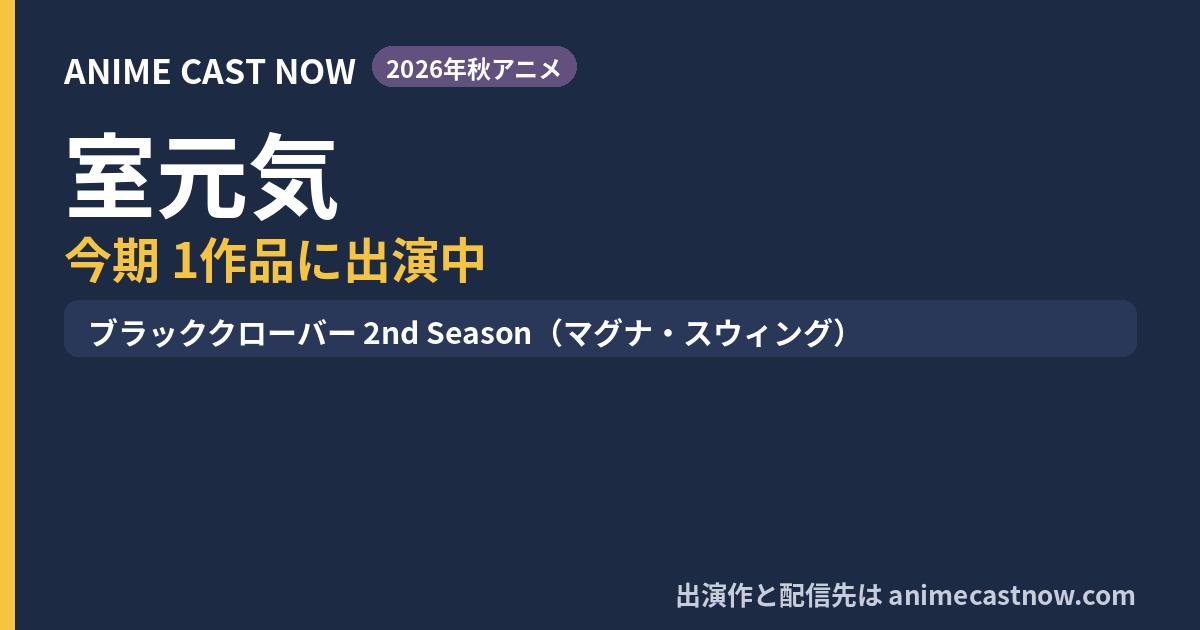 ANIME CAST NOW 2026年秋アニメ
室元気
今期 1作品に出演中
ブラッククローバー 2nd Season（マグナ・スウィング）
出演作と配信先は animecastnow.com